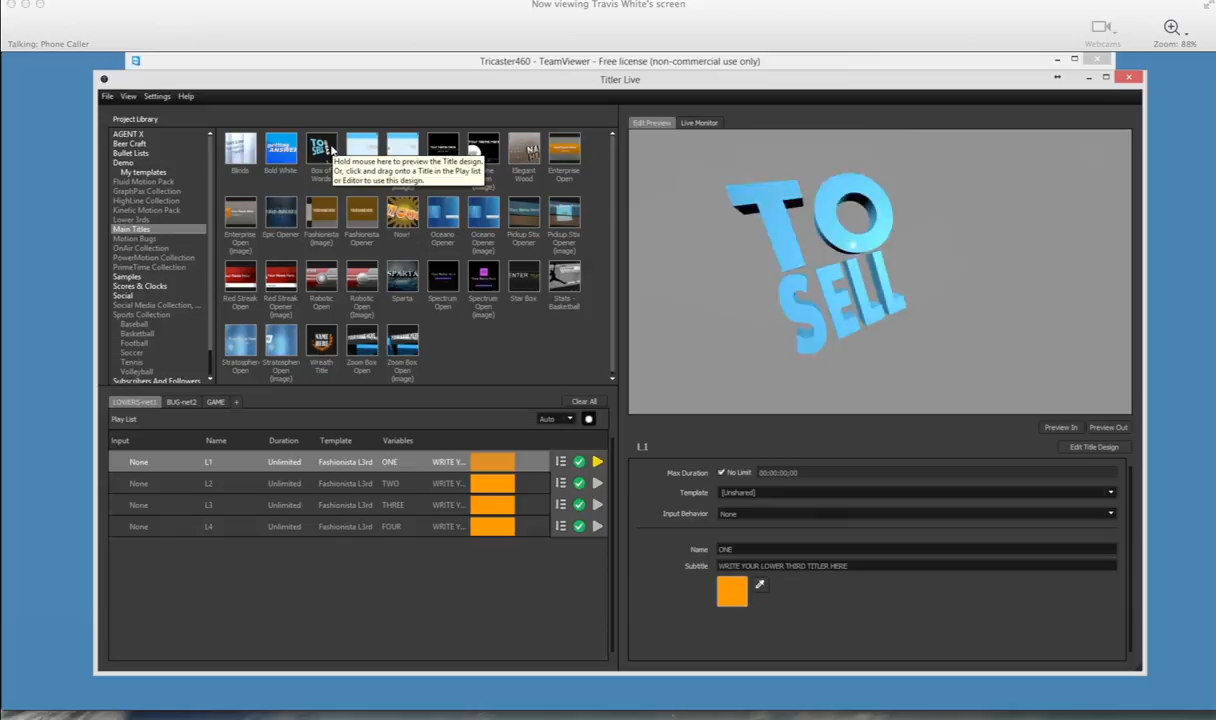 Now viewing Travis White's screen
Talking: Phone Caller
Webcams
Zoom: 88%
Tricaster460 - TeamViewer - Free license (non-commercial use only)
Titler Live
File View Settings Help
Project Library
AGENT X
Beer Craft
Bullet Lists
Demo
My templates
Fluid Motion Pack
GraphPax Collection
HighLine Collection
Kinetic Motion Pack
Lower 3rds
Main Titles
Motion Bugs
OnAir Collection
PowerMotion Collection
PrimeTime Collection
Samples
Scores & Clocks
Social
Social Media Collection, ...
Sports Collection
Baseball
Basketball
Football
Soccer
Tennis
Volleyball
Subscribers And Followers
TO SELL
Blinds Bold White Box of Words Elegant Wood Enterprise Open
Hold mouse here to preview the Title design.
Or, click and drag onto a Title in the Play list
or Editor to use this design.
Enterprise Open (image) Epic Opener Fashionista (image) Fashionista Opener Now! Oceano Opener Oceano Opener (image) Pickup Stix Opener Pickup Stix Opener (image)
Red Streak Open Red Streak Opener (image) Robotic Open Robotic Open (image) Sparta Spectrum Open Spectrum Open (image) Star Box Stats - Basketball
Stratospher Open Stratospher Open (image) Wreath Title Zoom Box Open Zoom Box Open (image)
Edit Preview Live Monitor
TO
SELL
Preview In Preview Out
LOWERS-net1 BUG-net2 GAME + Clear All
Play List Auto
Input Name Duration Template Variables
None L1 Unlimited Fashionista L3rd ONE WRITE Y...
None L2 Unlimited Fashionista L3rd TWO WRITE Y...
None L3 Unlimited Fashionista L3rd THREE WRITE Y...
None L4 Unlimited Fashionista L3rd FOUR WRITE Y...
L1 Edit Title Design
Max Duration No Limit 00:00:00;00
Template [Unshared]
Input Behavior None
Name ONE
Subtitle WRITE YOUR LOWER THIRD TITLER HERE